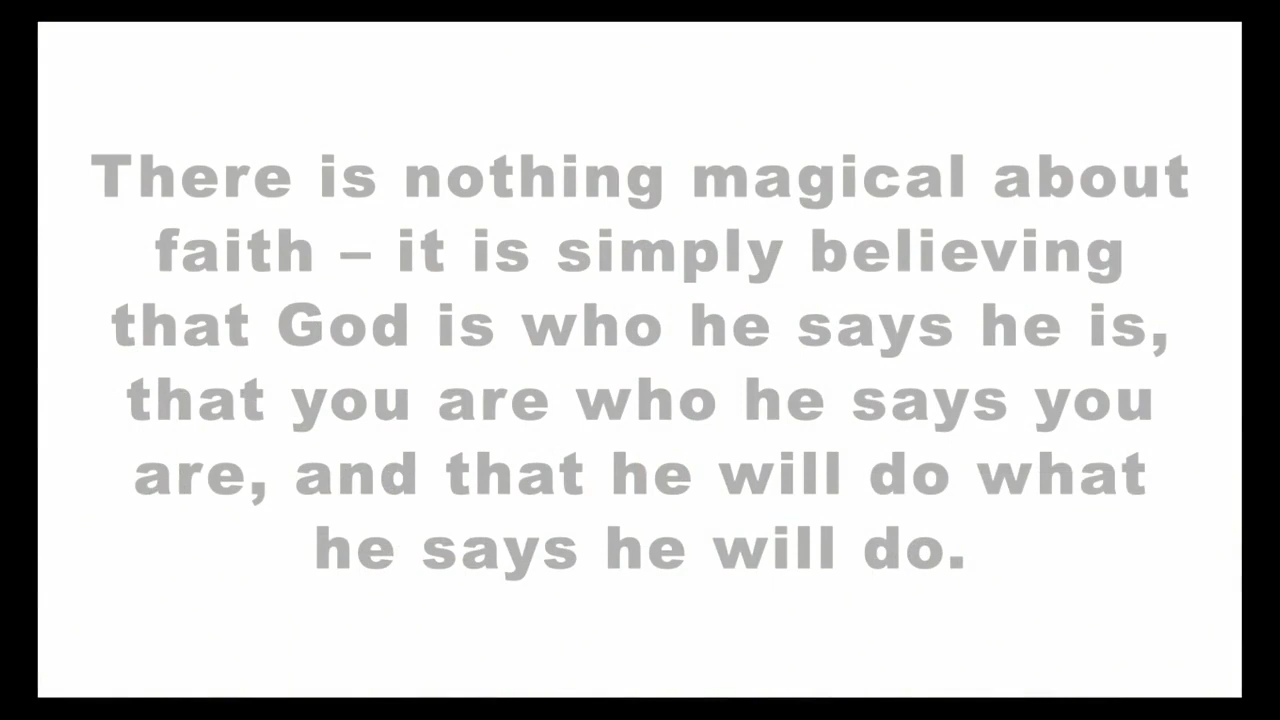 There is nothing magical about
faith – it is simply believing
that God is who he says he is,
that you are who he says you
are, and that he will do what
he says he will do.